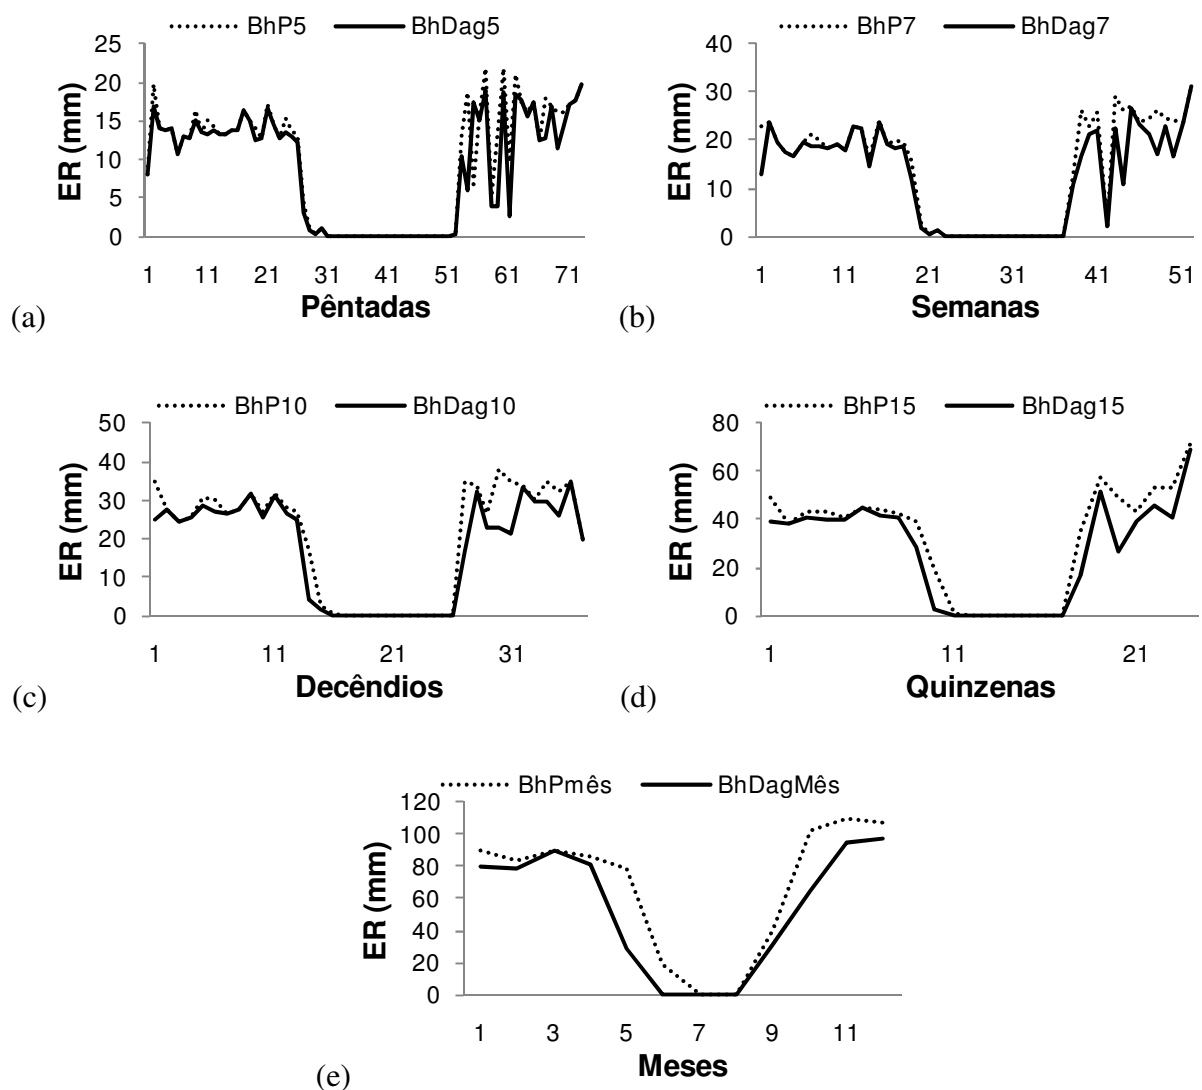 BhP5 BhDag5
25
20
15
10
5
0
ER (mm)
1 11 21 31 41 51 61 71
Pêntadas
(a)
BhP7 BhDag7
40
30
20
10
0
ER (mm)
1 11 21 31 41 51
Semanas
(b)
BhP10 BhDag10
50
40
30
20
10
0
ER (mm)
1 11 21 31
Decêndios
(c)
BhP15 BhDag15
80
60
40
20
0
ER (mm)
1 11 21
Quinzenas
(d)
BhPmês BhDagMês
120
100
80
60
40
20
0
ER (mm)
1 3 5 7 9 11
Meses
(e)